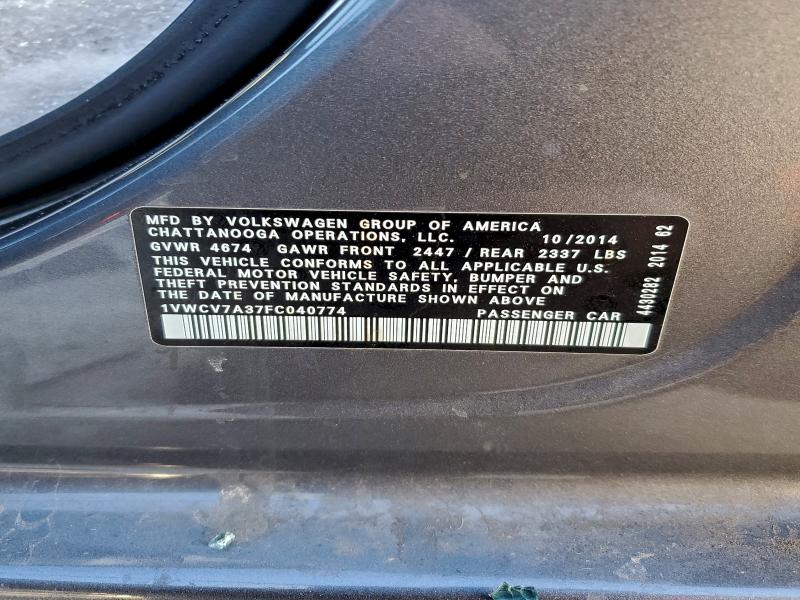 MFD BY VOLKSWAGEN GROUP OF AMERICA
CHATTANOOGA OPERATIONS, LLC. 10/2014
GVWR 4674 GAWR FRONT 2447 / REAR 2337 LBS
THIS VEHICLE CONFORMS TO ALL APPLICABLE U.S.
FEDERAL MOTOR VEHICLE SAFETY, BUMPER AND
THEFT PREVENTION STANDARDS IN EFFECT ON
THE DATE OF MANUFACTURE SHOWN ABOVE
1VWCV7A37FC040774 PASSENGER CAR
4430282 2014 62